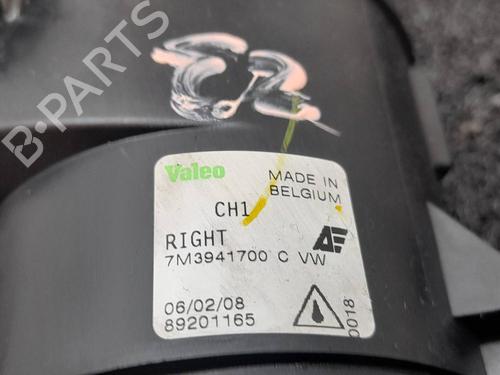 B-PARTS
Valeo
MADE IN
BELGIUM
CH1
RIGHT
7M3941700 C VW
06/02/08
89201165
0018